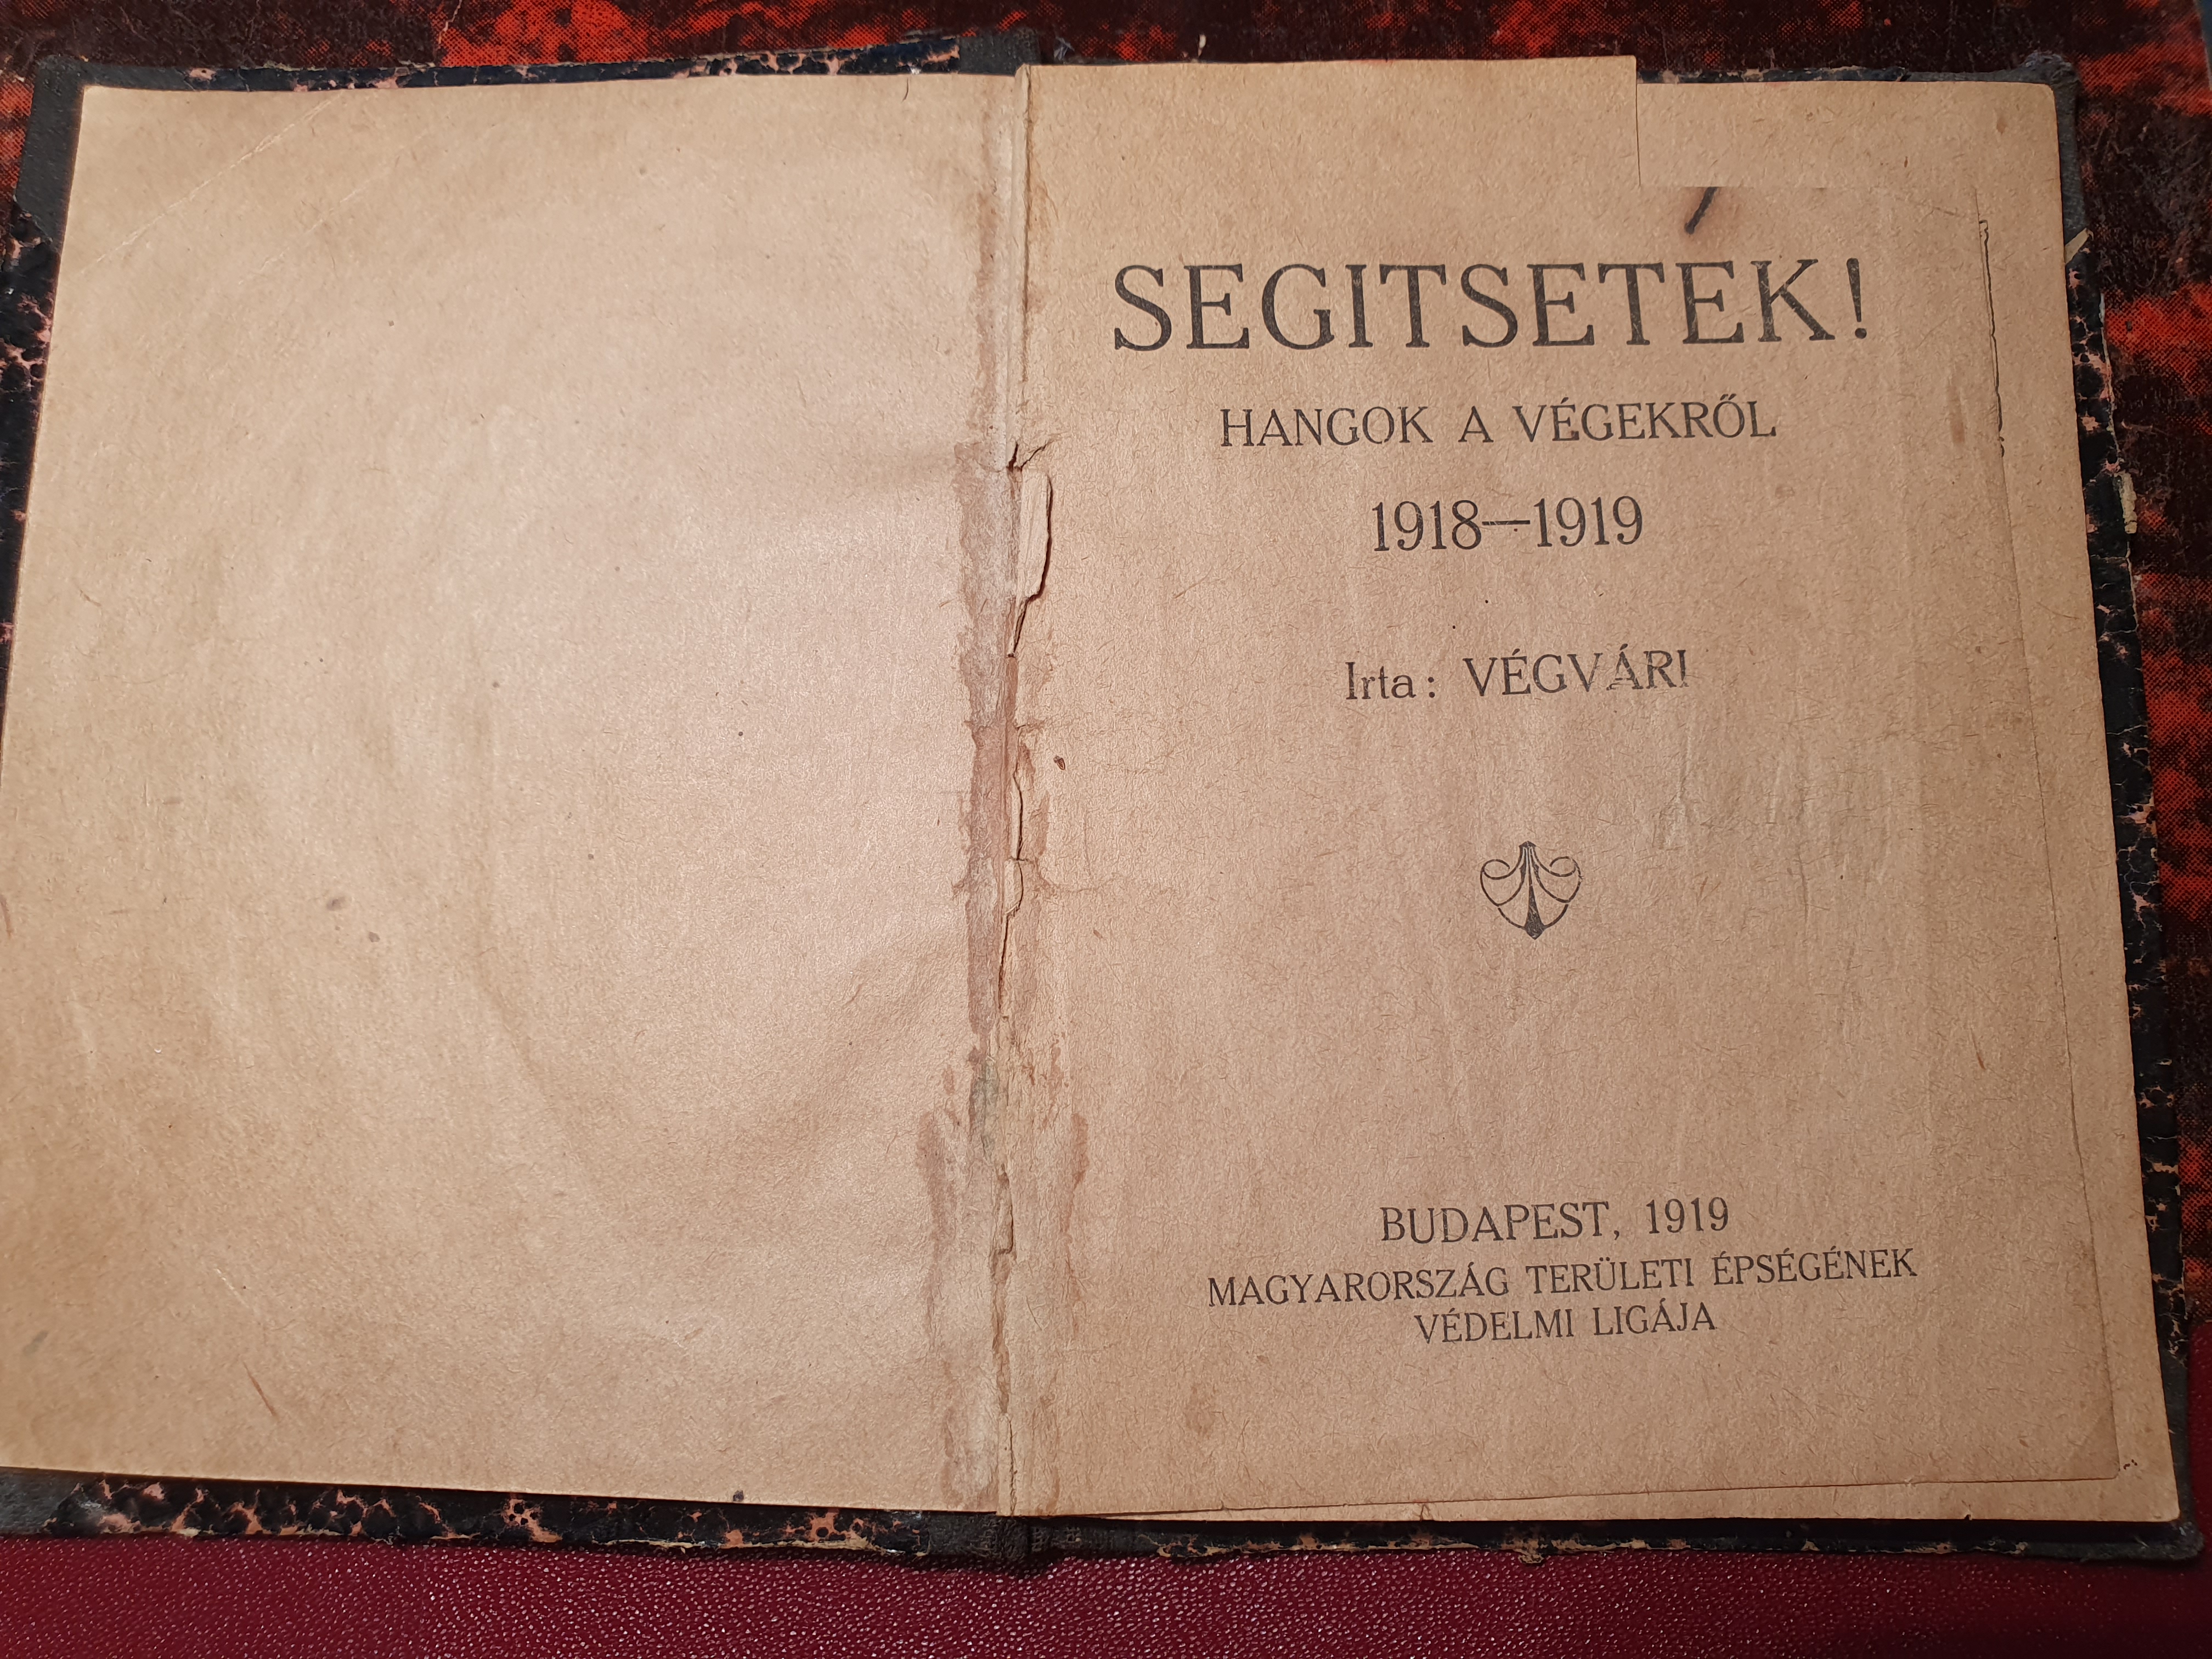 SEGITSETEK!
HANGOK A VÉGEKRŐL
1918—1919
Irta: VÉGVÁRI
BUDAPEST, 1919
MAGYARORSZÁG TERÜLETI ÉPSÉGÉNEK
VÉDELMI LIGÁJA